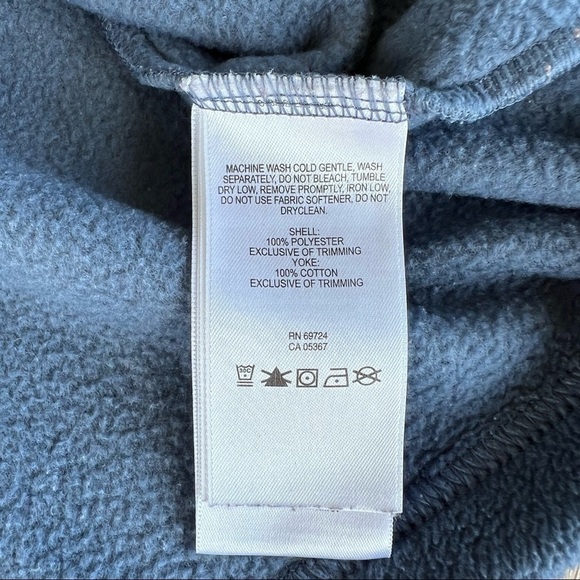 MACHINE WASH COLD GENTLE, WASH
SEPARATELY, DO NOT BLEACH, TUMBLE
DRY LOW, REMOVE PROMPTLY, IRON LOW,
DO NOT USE FABRIC SOFTENER, DO NOT
DRYCLEAN.
SHELL:
100% POLYESTER
EXCLUSIVE OF TRIMMING
YOKE:
100% COTTON
EXCLUSIVE OF TRIMMING
RN 69724
CA 05367
30C